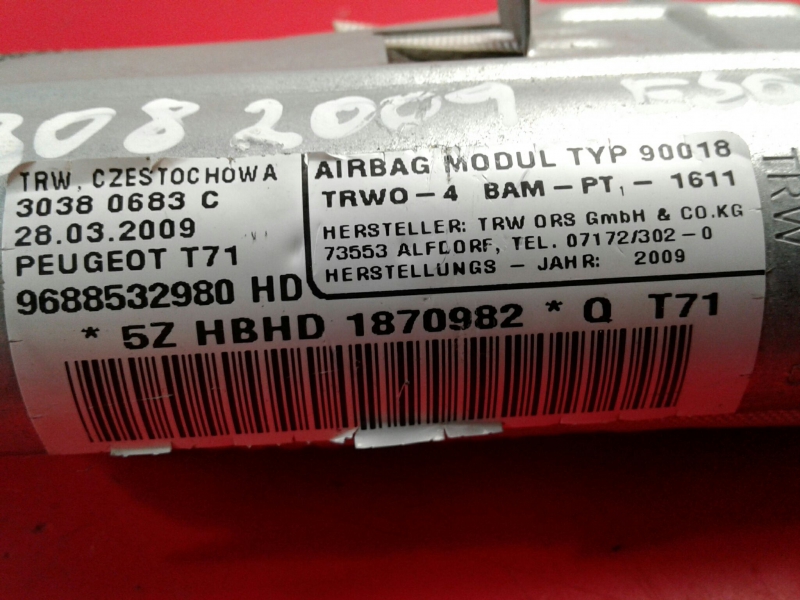 308 2009 ESQ
TRW, CZESTOCHOWA
3038 0683 C
28.03.2009
PEUGEOT T71
9688532980 HD
AIRBAG MODUL TYP 90018
TRWO-4 BAM-PT, - 1611
HERSTELLER: TRW ORS GmbH & CO.KG
73553 ALFDORF, TEL. 07172/302-0
HERSTELLUNGS - JAHR: 2009
* 5Z HBHD 1870982 * Q T71
TRW